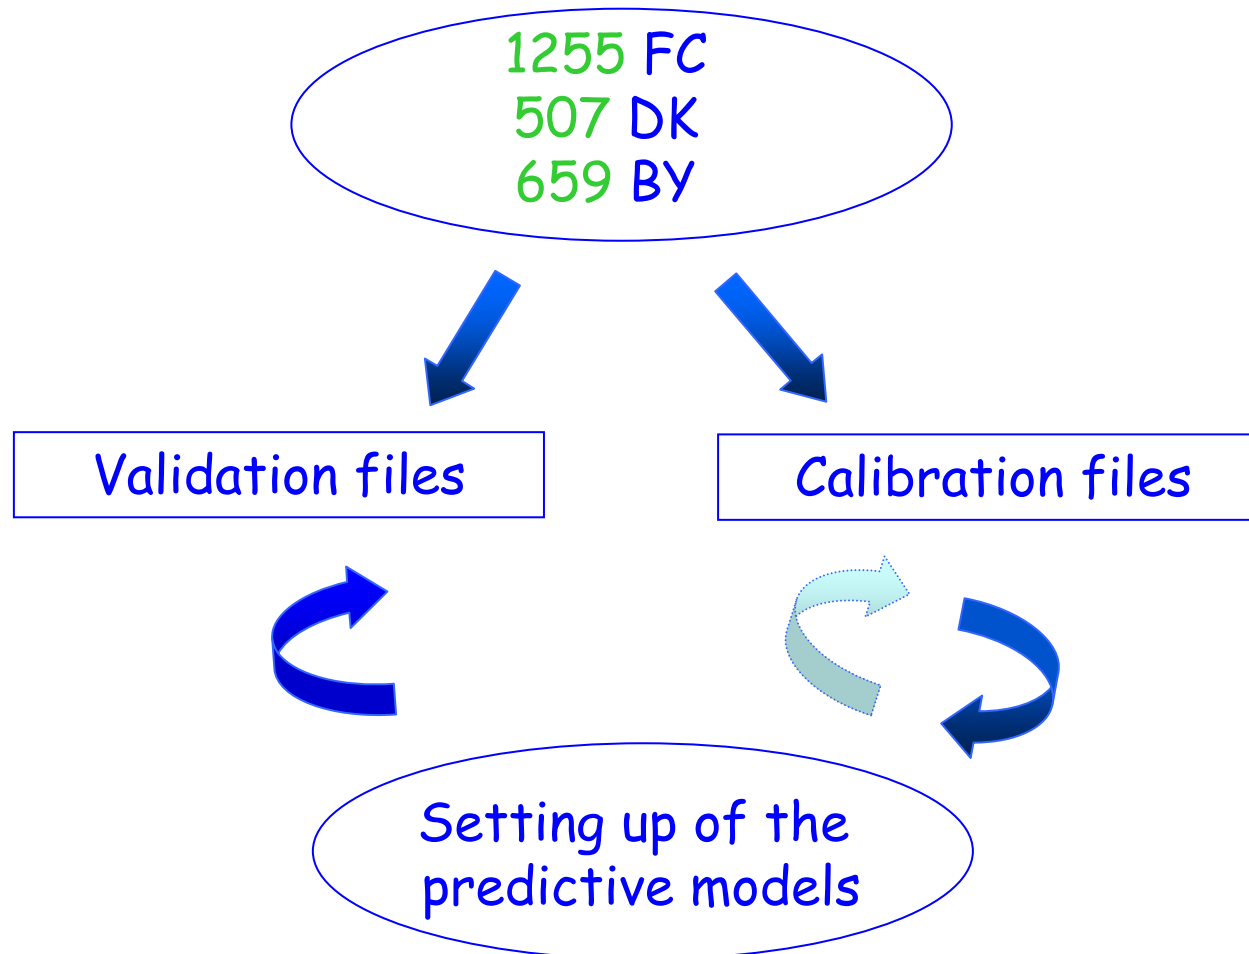 1255 FC
507 DK
659 BY
Validation files
Calibration files
Setting up of the
predictive models